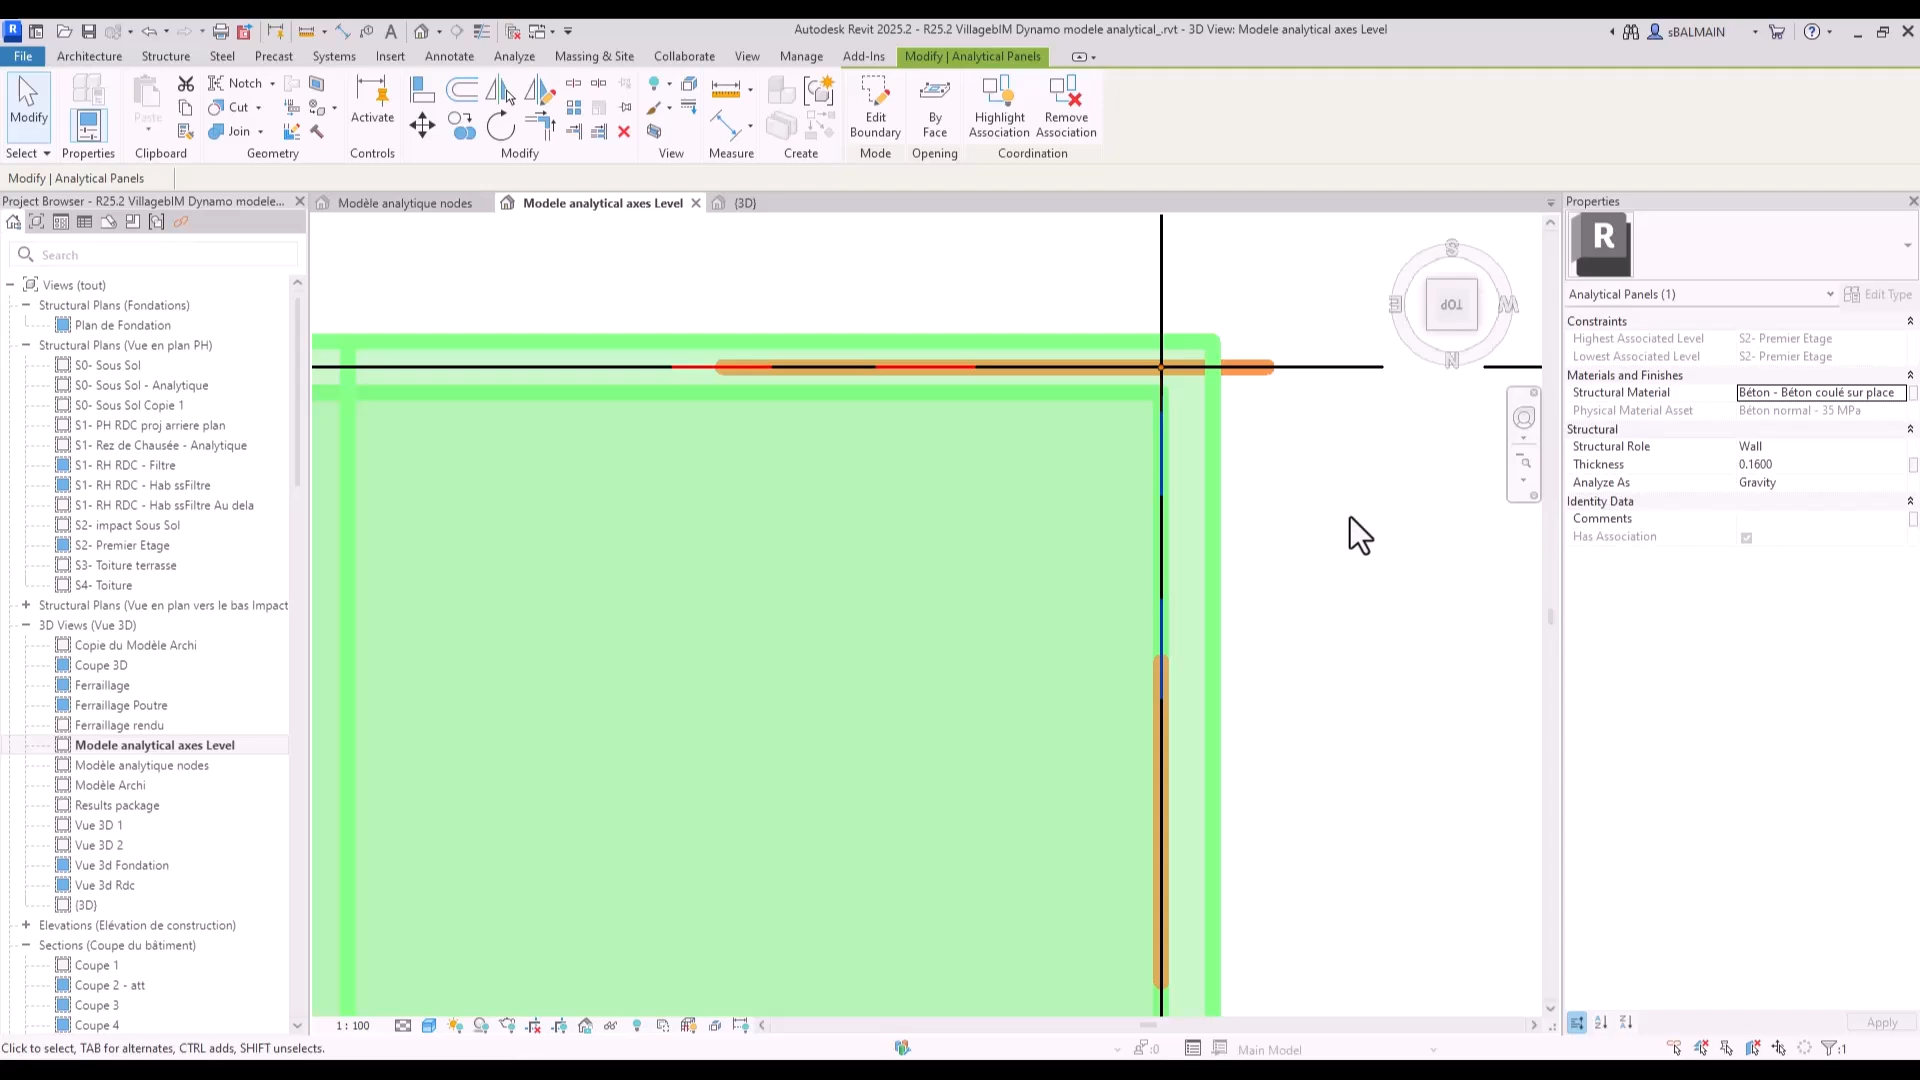 Autodesk Revit 2025.2 - R25.2 VillagebIM Dynamo modele analytical_.rvt - 3D View: Modele analytical axes Level
sBALMAIN
File Architecture Structure Steel Precast Systems Insert Annotate Analyze Massing & Site Collaborate View Manage Add-Ins Modify | Analytical Panels
Modify
Paste
Notch
Cut
Join
Activate
Edit Boundary
By Face
Highlight Association
Remove Association
Select Properties Clipboard Geometry Controls Modify View Measure Create Mode Opening Coordination
Modify | Analytical Panels
Project Browser - R25.2 VillagebIM Dynamo modele...
Modèle analytique nodes
Modele analytical axes Level
(3D)
Search
Views (tout)
Structural Plans (Fondations)
Plan de Fondation
Structural Plans (Vue en plan PH)
S0- Sous Sol
S0- Sous Sol - Analytique
S0- Sous Sol Copie 1
S1- PH RDC proj arriere plan
S1- Rez de Chausée - Analytique
S1- RH RDC - Filtre
S1- RH RDC - Hab ssFiltre
S1- RH RDC - Hab ssFiltre Au dela
S2- impact Sous Sol
S2- Premier Etage
S3- Toiture terrasse
S4- Toiture
Structural Plans (Vue en plan vers le bas Impact
3D Views (Vue 3D)
Copie du Modèle Archi
Coupe 3D
Ferraillage
Ferraillage Poutre
Ferraillage rendu
Modele analytical axes Level
Modèle analytique nodes
Modèle Archi
Results package
Vue 3D 1
Vue 3D 2
Vue 3d Fondation
Vue 3d Rdc
{3D}
Elevations (Elévation de construction)
Sections (Coupe du bâtiment)
Coupe 1
Coupe 2 - att
Coupe 3
Coupe 4
S
E
TOP
W
N
Properties
R
Analytical Panels (1)
Edit Type
Constraints
Highest Associated Level S2- Premier Etage
Lowest Associated Level S2- Premier Etage
Materials and Finishes
Structural Material Béton - Béton coulé sur place
Physical Material Asset Béton normal - 35 MPa
Structural
Structural Role Wall
Thickness 0.1600
Analyze As Gravity
Identity Data
Comments
Has Association
Apply
1 : 100
Click to select, TAB for alternates, CTRL adds, SHIFT unselects.
:0
Main Model
:1